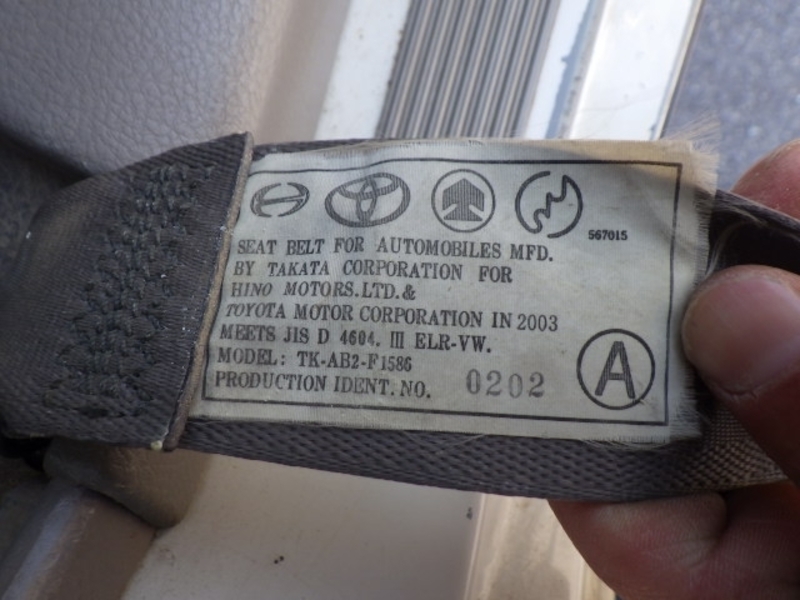 567015
SEAT BELT FOR AUTOMOBILES MFD.
BY TAKATA CORPORATION FOR
HINO MOTORS.LTD.&
TOYOTA MOTOR CORPORATION IN 2003
MEETS JIS D 4604. III ELR-VW.
MODEL: TK-AB2-F1586
PRODUCTION IDENT. NO. 0202
A